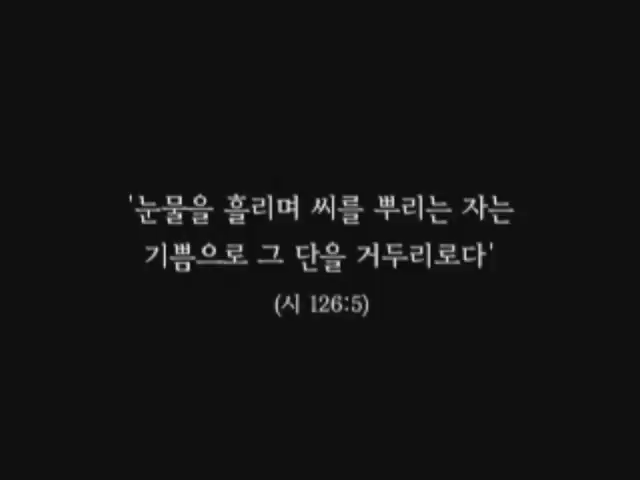 '눈물을 흘리며 씨를 뿌리는 자는
기쁨으로 그 단을 거두리로다'
(시 126:5)